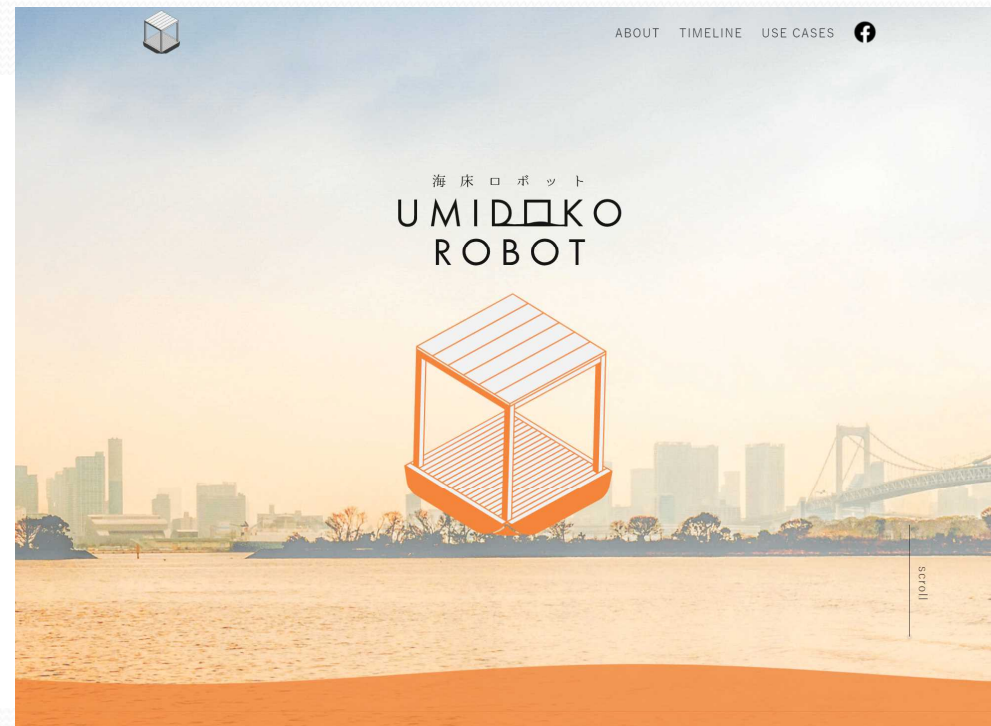 ABOUT TIMELINE USE CASES
海床ロボット
UMIDOKO
ROBOT
scroll